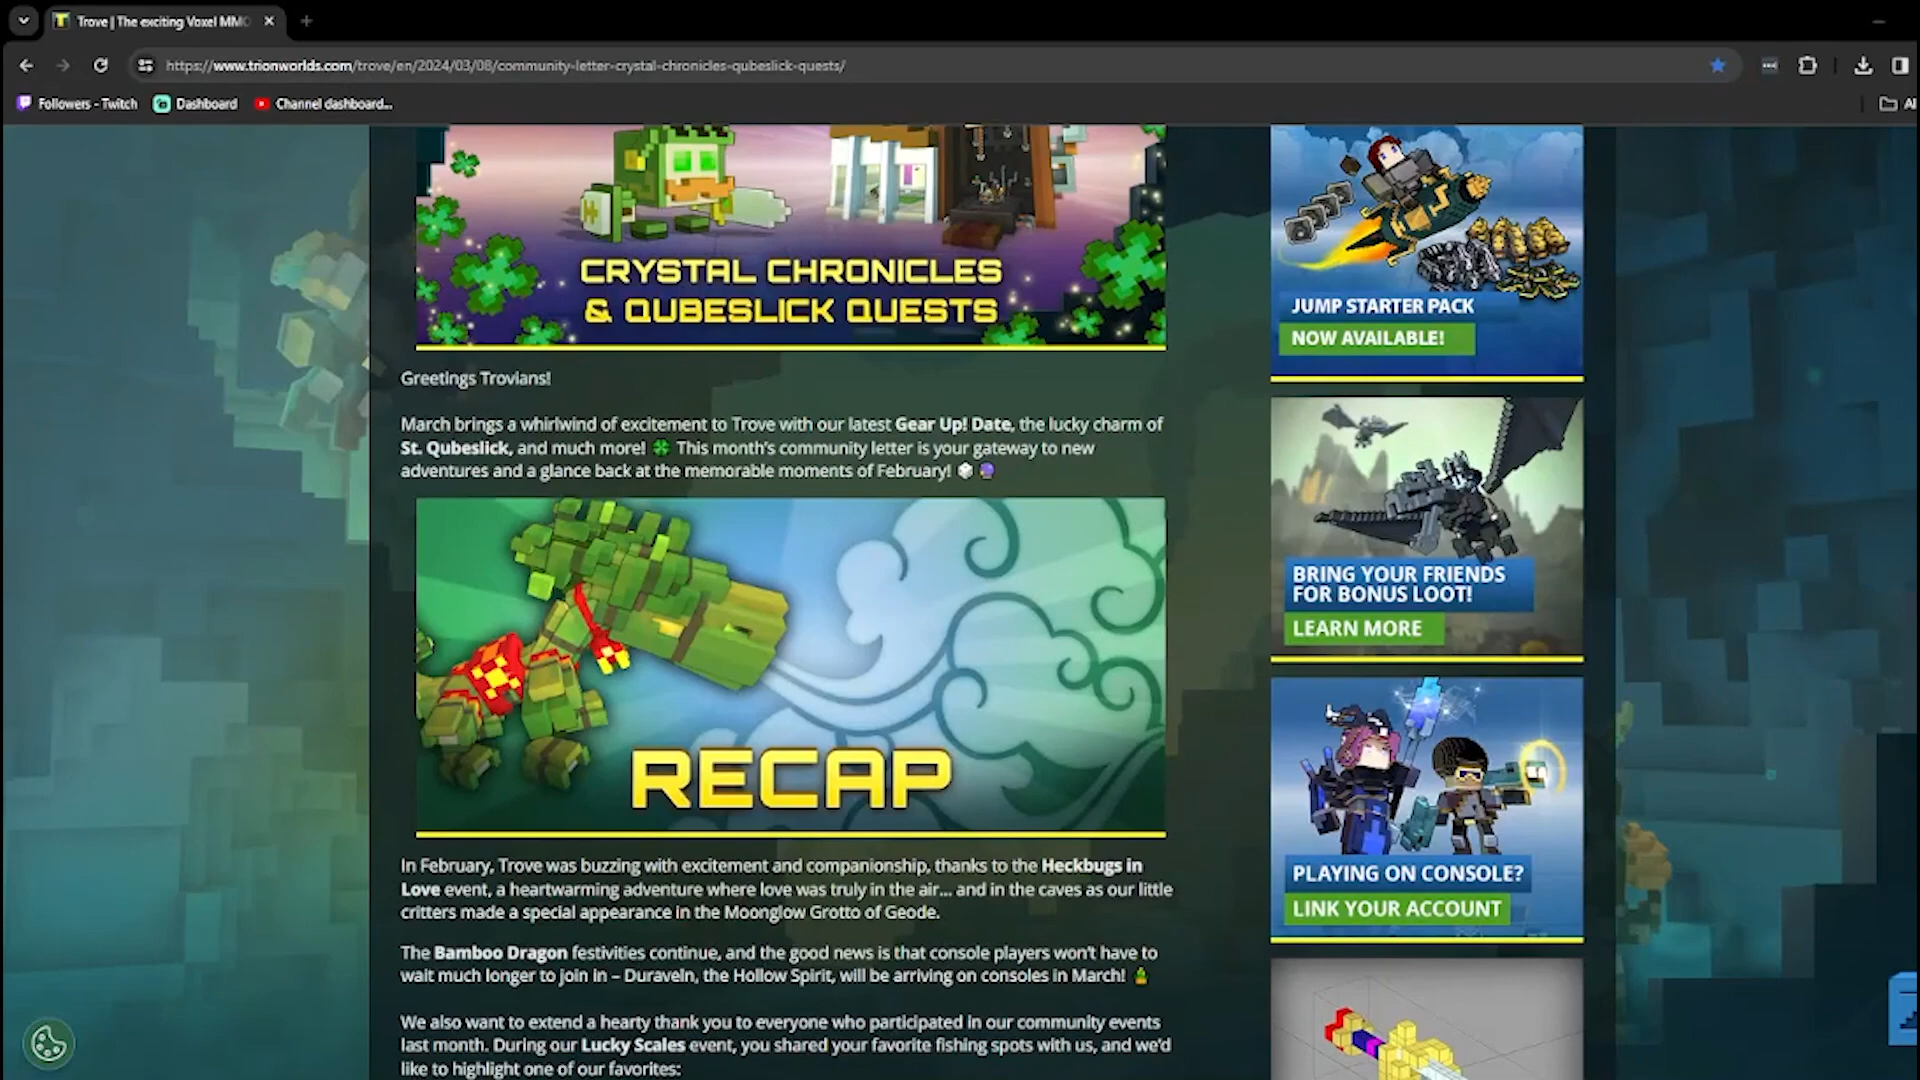 Trove | The exciting Voxel MMO
https://www.trionworlds.com/trove/en/2024/03/08/community-letter-crystal-chronicles-qubeslick-quests/
Followers - Twitch
Dashboard
Channel dashboard...
Al
CRYSTAL CHRONICLES
& QUBESLICK QUESTS
Greetings Trovians!
March brings a whirlwind of excitement to Trove with our latest Gear Up! Date, the lucky charm of
St. Qubeslick, and much more! 🍀 This month's community letter is your gateway to new
adventures and a glance back at the memorable moments of February! 🎲 🔮
RECAP
In February, Trove was buzzing with excitement and companionship, thanks to the Heckbugs in
Love event, a heartwarming adventure where love was truly in the air... and in the caves as our little
critters made a special appearance in the Moonglow Grotto of Geode.
The Bamboo Dragon festivities continue, and the good news is that console players won't have to
wait much longer to join in – Duraveln, the Hollow Spirit, will be arriving on consoles in March! 🎍
We also want to extend a hearty thank you to everyone who participated in our community events
last month. During our Lucky Scales event, you shared your favorite fishing spots with us, and we'd
like to highlight one of our favorites:
JUMP STARTER PACK
NOW AVAILABLE!
BRING YOUR FRIENDS
FOR BONUS LOOT!
LEARN MORE
PLAYING ON CONSOLE?
LINK YOUR ACCOUNT